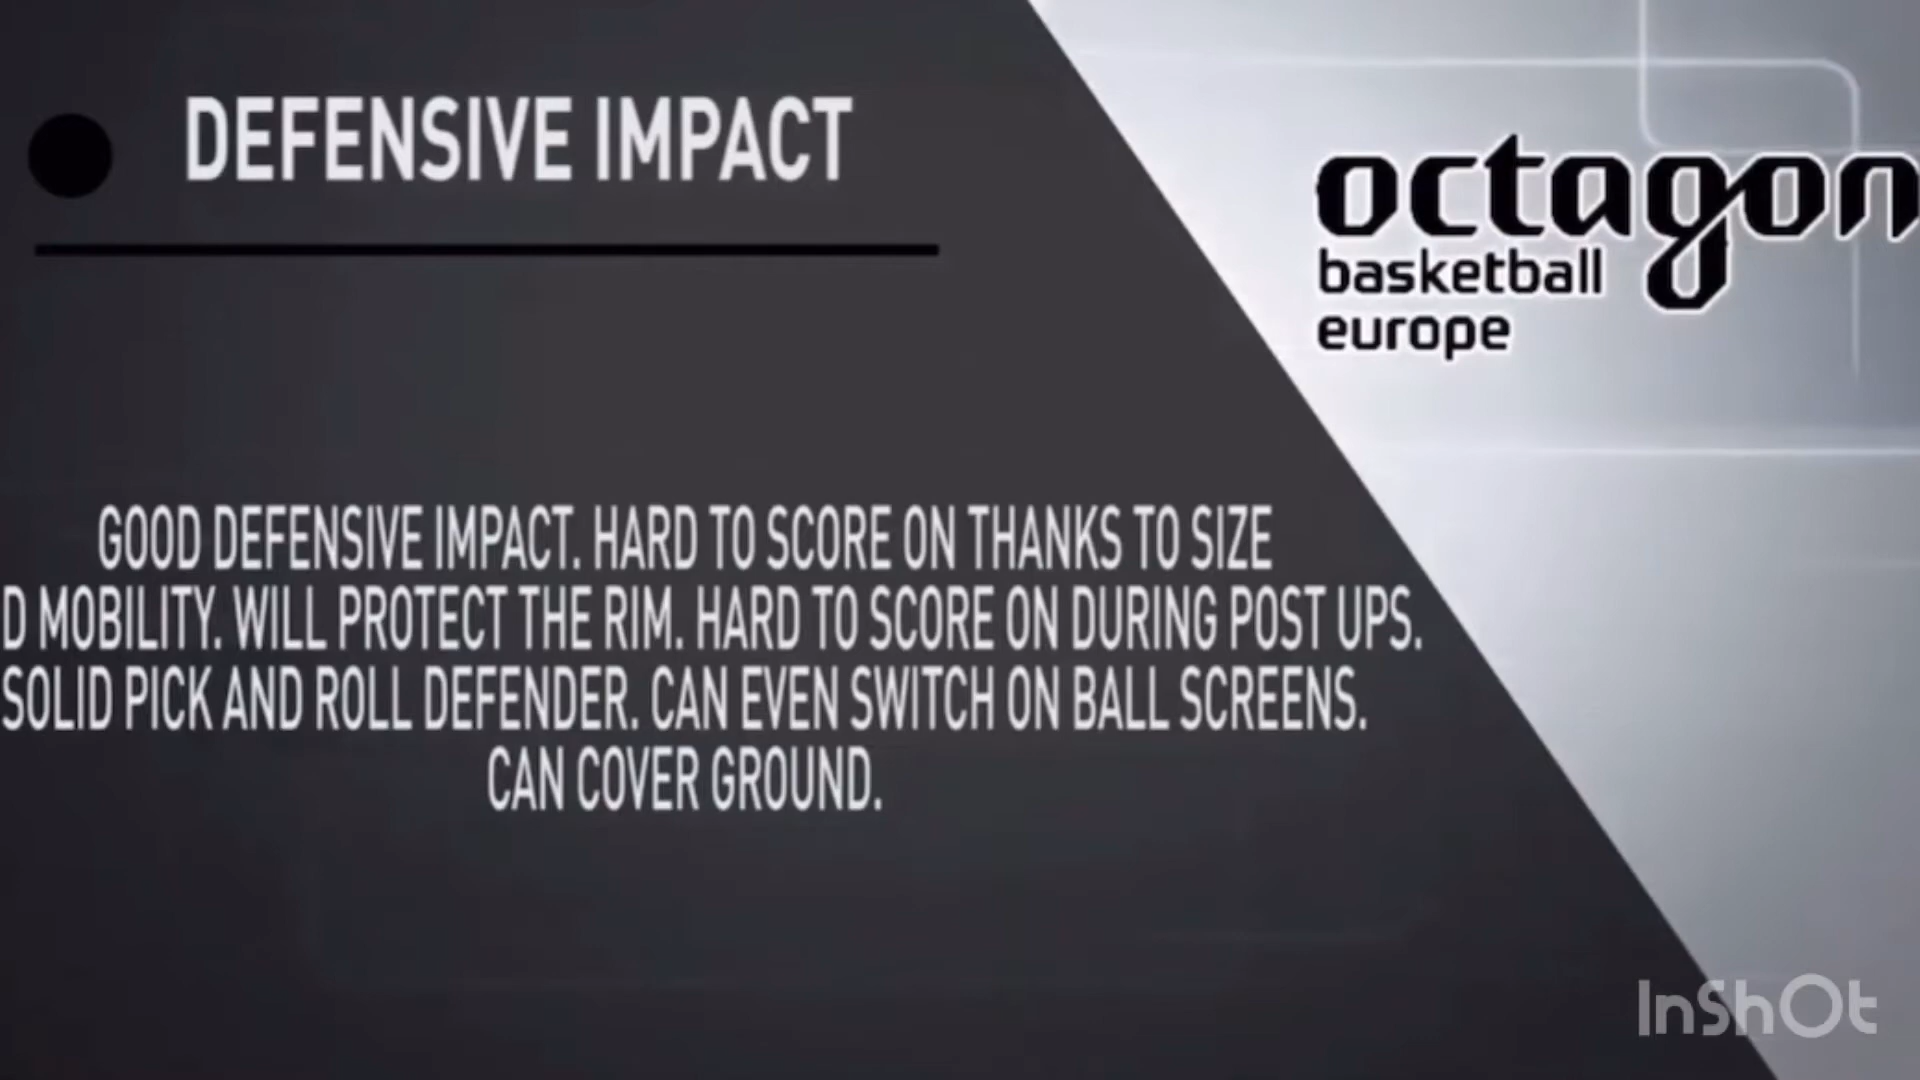 DEFENSIVE IMPACT
octagon
basketball
europe
GOOD DEFENSIVE IMPACT. HARD TO SCORE ON THANKS TO SIZE
D MOBILITY. WILL PROTECT THE RIM. HARD TO SCORE ON DURING POST UPS.
SOLID PICK AND ROLL DEFENDER. CAN EVEN SWITCH ON BALL SCREENS.
CAN COVER GROUND.
InShOt